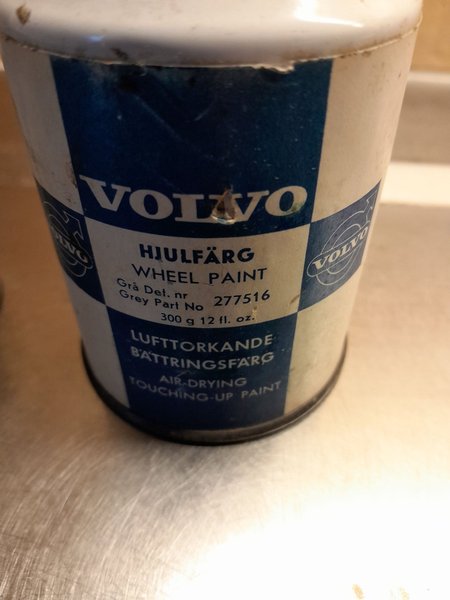 VOLVO
VOLVO
VOLVO
HJULFÄRG
WHEEL PAINT
Grå Det. nr
Grey Part No 277516
300 g 12 fl. oz.
LUFTTORKANDE
BÄTTRINGSFÄRG
AIR-DRYING
TOUCHING-UP PAINT